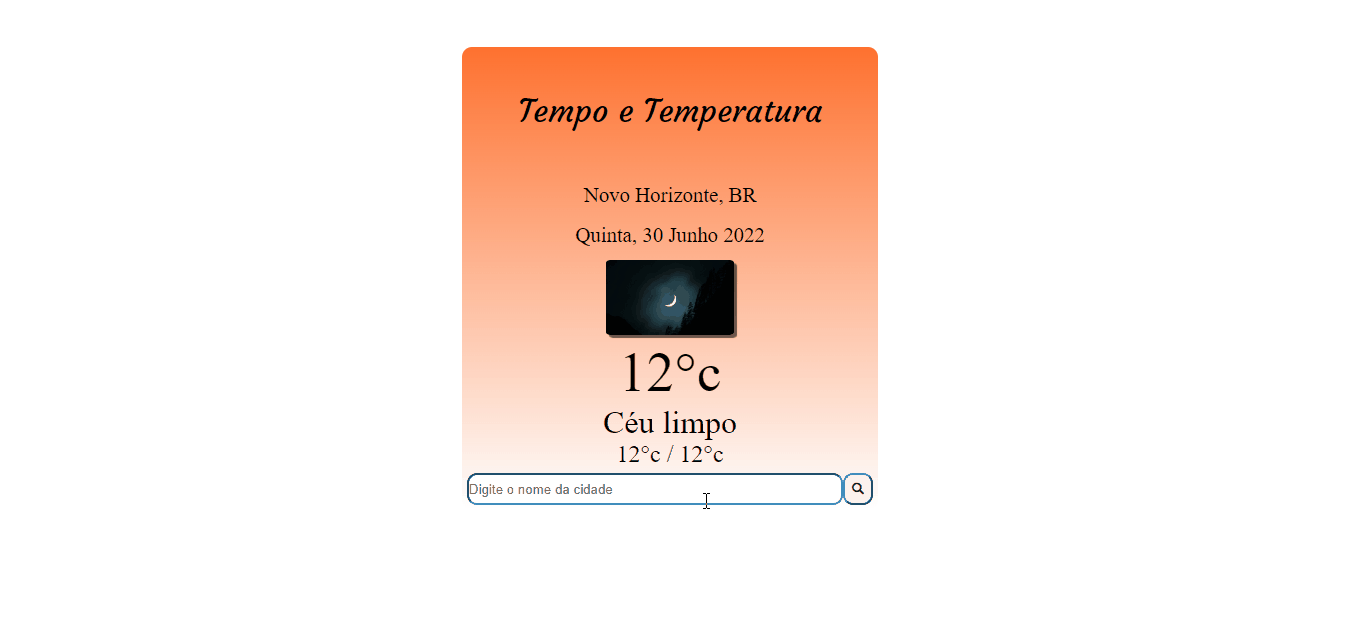 Tempo e Temperatura
Novo Horizonte, BR
Quinta, 30 Junho 2022
12°c
Céu limpo
12°c / 12°c
Digite o nome da cidade